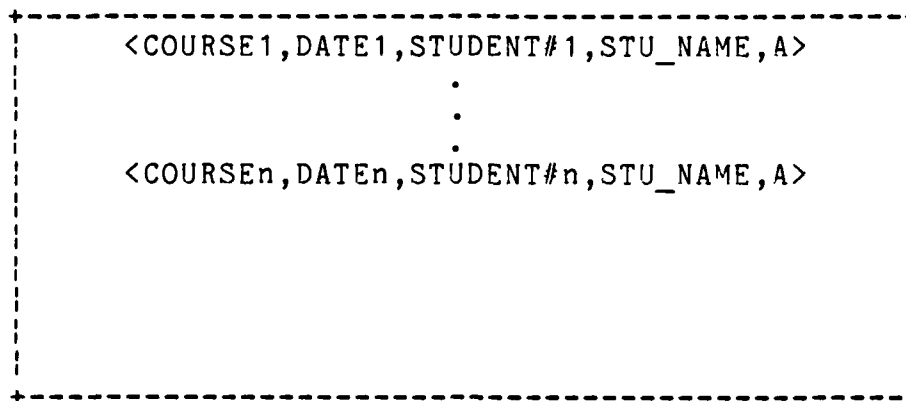 <COURSE1,DATE1,STUDENT#1,STU_NAME,A>
.
.
.
<COURSEn,DATEn,STUDENT#n,STU_NAME,A>